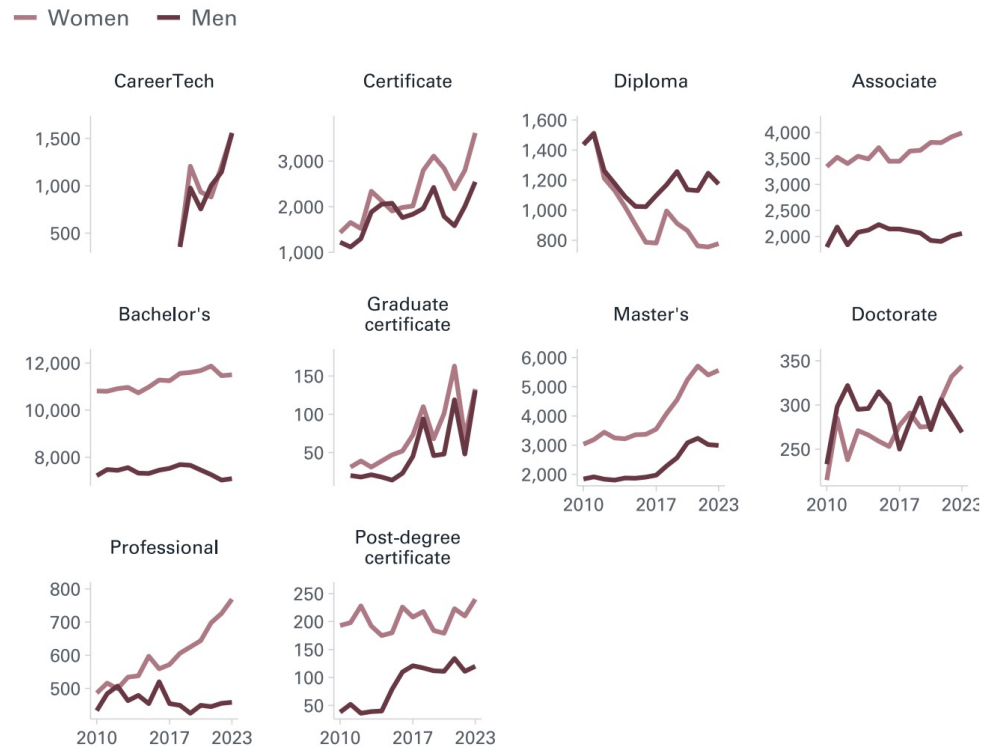 Women Men
CareerTech
1,500
1,000
500
Certificate
3,000
2,000
1,000
Diploma
1,600
1,400
1,200
1,000
800
Associate
4,000
3,500
3,000
2,500
2,000
Bachelor's
12,000
10,000
8,000
Graduate
certificate
150
100
50
Master's
6,000
5,000
4,000
3,000
2,000
2010 2017 2023
Doctorate
350
300
250
2010 2017 2023
Professional
800
700
600
500
2010 2017 2023
Post-degree
certificate
250
200
150
100
50
2010 2017 2023